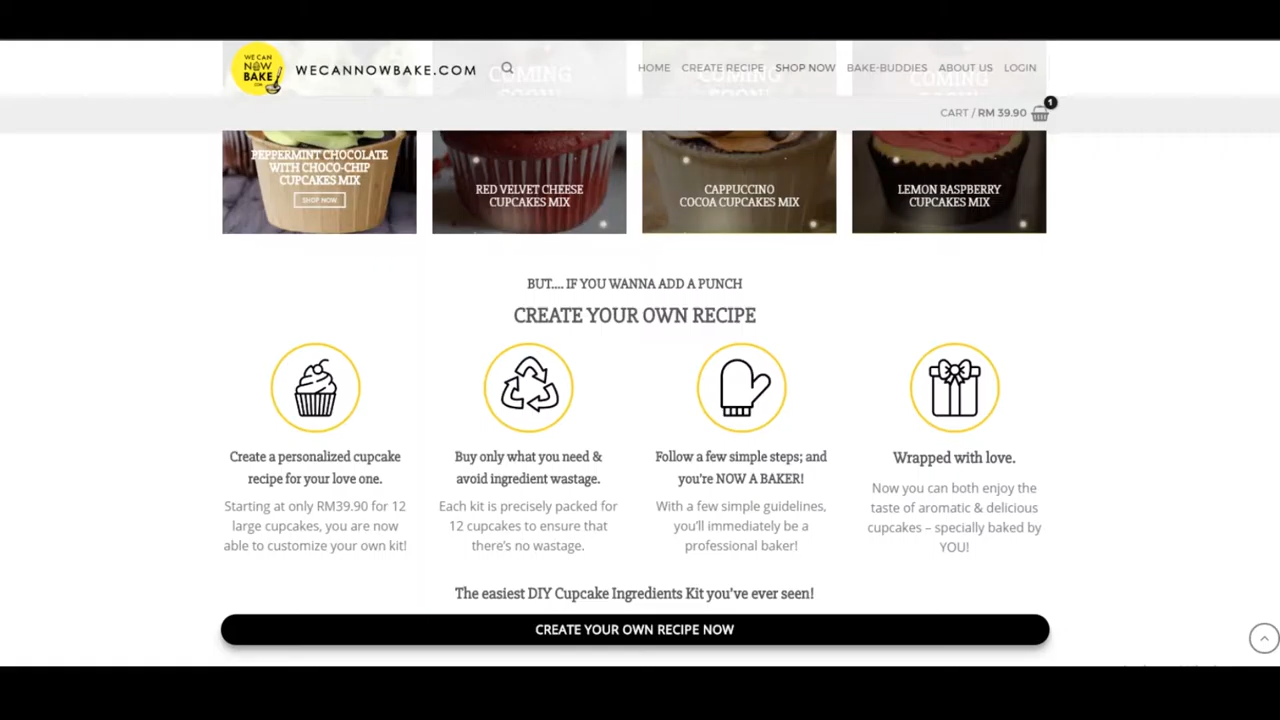 WE CAN
NOW
BAKE
.COM
WECANNOWBAKE.COM
HOME CREATE RECIPE SHOP NOW BAKE-BUDDIES ABOUT US LOGIN
COMING
SOON!
COMING
SOON!
COMING
SOON!
CART / RM 39.90 1
PEPPERMINT CHOCOLATE
WITH CHOCO-CHIP
CUPCAKES MIX
SHOP NOW
RED VELVET CHEESE
CUPCAKES MIX
CAPPUCCINO
COCOA CUPCAKES MIX
LEMON RASPBERRY
CUPCAKES MIX
BUT.... IF YOU WANNA ADD A PUNCH
CREATE YOUR OWN RECIPE
Create a personalized cupcake
recipe for your love one.
Starting at only RM39.90 for 12
large cupcakes, you are now
able to customize your own kit!
Buy only what you need &
avoid ingredient wastage.
Each kit is precisely packed for
12 cupcakes to ensure that
there's no wastage.
Follow a few simple steps; and
you're NOW A BAKER!
With a few simple guidelines,
you'll immediately be a
professional baker!
Wrapped with love.
Now you can both enjoy the
taste of aromatic & delicious
cupcakes – specially baked by
YOU!
The easiest DIY Cupcake Ingredients Kit you've ever seen!
CREATE YOUR OWN RECIPE NOW